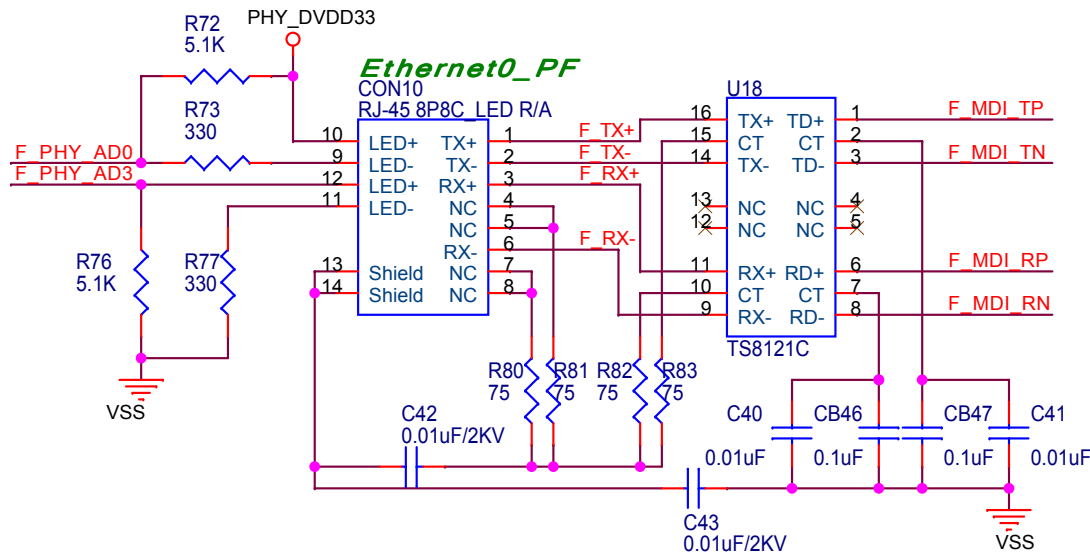 PHY_DVDD33
R72
5.1K
Ethernet0_PF
CON10
RJ-45 8P8C_LED R/A
U18
R73
330
10 LED+ TX+ 1
F_TX+
16 TX+ TD+ 1
F_MDI_TP
15 CT CT 2
F_PHY_AD0
9 LED- TX- 2
F_TX-
14 TX- TD- 3
F_MDI_TN
F_PHY_AD3
12 LED+ RX+ 3
F_RX+
11 LED- NC 4
13 NC NC 4
NC 5
12 NC NC 5
RX- 6
F_RX-
R76
5.1K
R77
330
13 Shield NC 7
11 RX+ RD+ 6
F_MDI_RP
14 Shield NC 8
10 CT CT 7
9 RX- RD- 8
F_MDI_RN
TS8121C
VSS
R80
75
R81
75
R82
75
R83
75
C42
0.01uF/2KV
C40
0.01uF
CB46
0.1uF
CB47
0.1uF
C41
0.01uF
C43
0.01uF/2KV
VSS